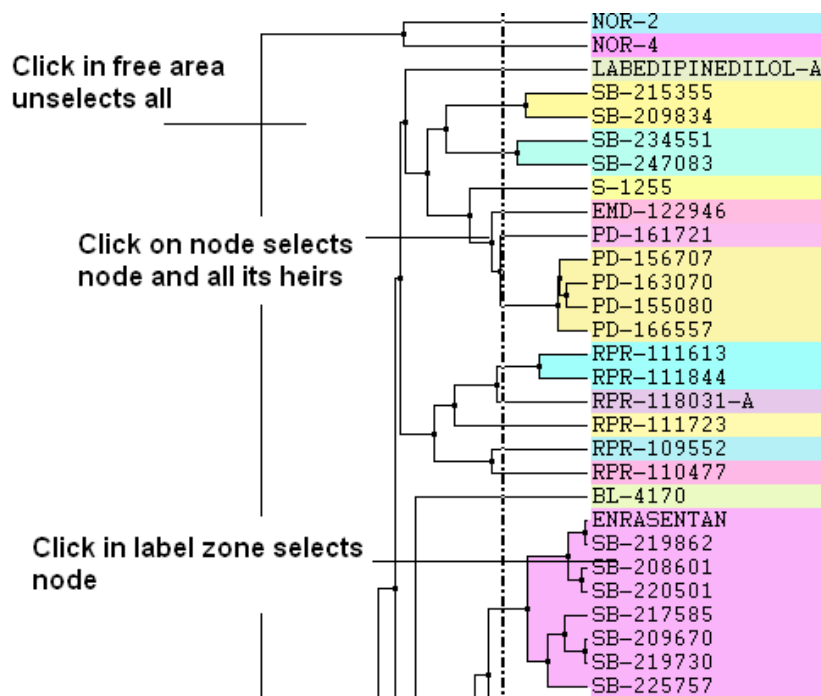 NOR-2
NOR-4
Click in free area
unselects all
LABEDIPINEDILOL-A
SB-215355
SB-209834
SB-234551
SB-247083
S-1255
EMD-122946
Click on node selects
node and all its heirs
PD-161721
PD-156707
PD-163070
PD-155080
PD-166557
RPR-111613
RPR-111844
RPR-118031-A
RPR-111723
RPR-109552
RPR-110477
BL-4170
ENRASENTAN
Click in label zone selects
node
SB-219862
SB-208601
SB-220501
SB-217585
SB-209670
SB-219730
SB-225757